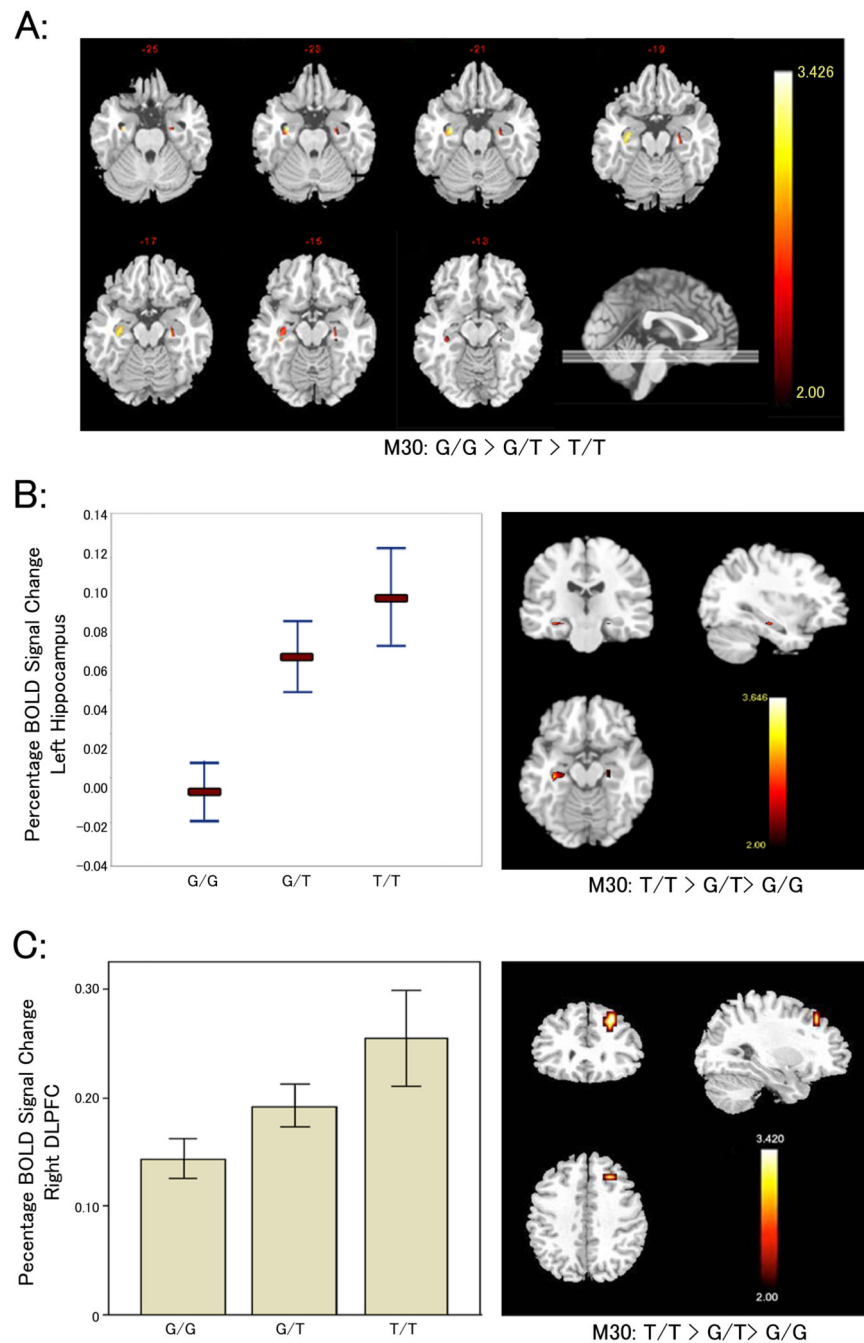 A:
-25 -23 -21 -19
3.426
-17 -15 -13
2.00
M30: G/G > G/T > T/T
B:
Percentage BOLD Signal Change
Left Hippocampus
0.14
0.12
0.10
0.08
0.06
0.04
0.02
0.00
-0.02
-0.04
G/G G/T T/T
3.646
2.00
M30: T/T > G/T> G/G
C:
Pecentage BOLD Signal Change
Right DLPFC
0.30
0.20
0.10
0
G/G G/T T/T
3.420
2.00
M30: T/T > G/T> G/G